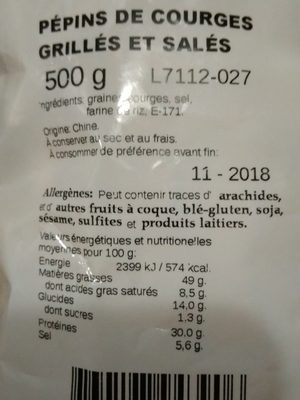 PÉPINS DE COURGES
GRILLÉS ET SALÉS
500 g L7112-027
Ingrédients: graines courges, sel,
farine de riz, E-171.
Origine: Chine.
A conserver au sec et au frais.
A consommer de préférence avant fin:
11 - 2018
Allergènes: Peut contenir traces d' arachides,
et d' autres fruits à coque, blé-gluten, soja,
sésame, sulfites et produits laitiers.
Valeurs énergétiques et nutritionelles
moyennes pour 100 g:
Energie 2399 kJ / 574 kcal.
Matières grasses 49 g.
dont acides gras saturés 8,5 g.
Glucides 14,0 g.
dont sucres 1,3 g.
Protéines 30,0 g.
Sel 5,6 g.